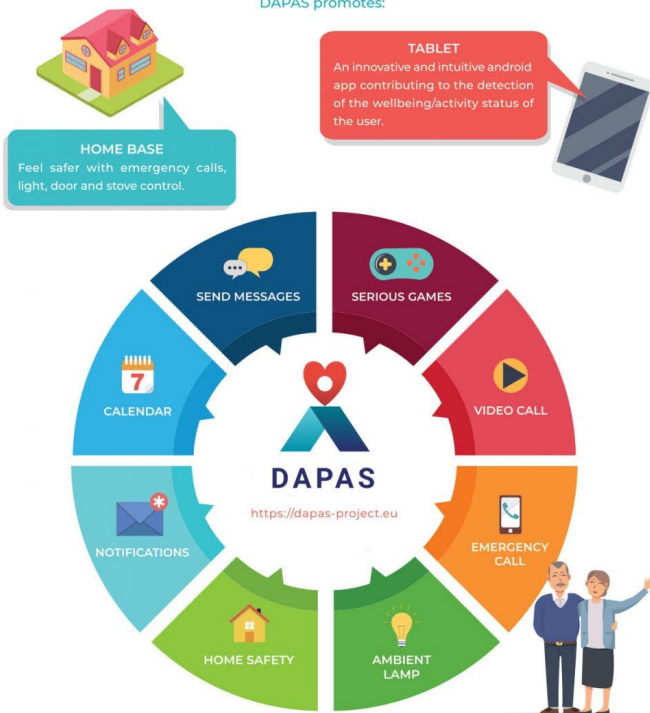 DAPAS promotes:
TABLET
An innovative and intuitive android
app contributing to the detection
of the wellbeing/activity status of
the user.
HOME BASE
Feel safer with emergency calls,
light, door and stove control.
SEND MESSAGES
SERIOUS GAMES
7
CALENDAR
VIDEO CALL
DAPAS
https://dapas-project.eu
NOTIFICATIONS
EMERGENCY
CALL
HOME SAFETY
AMBIENT
LAMP